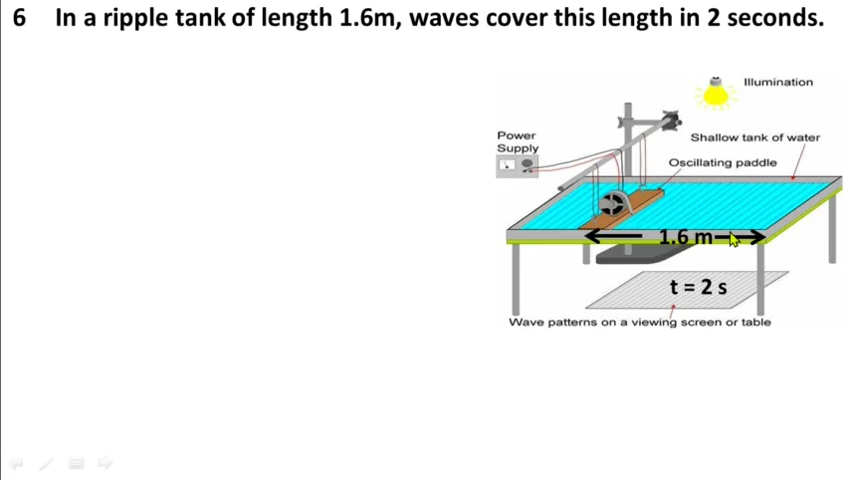 6 In a ripple tank of length 1.6m, waves cover this length in 2 seconds.
Illumination
Power
Supply
Shallow tank of water
Oscillating paddle
1.6 m
t = 2 s
Wave patterns on a viewing screen or table